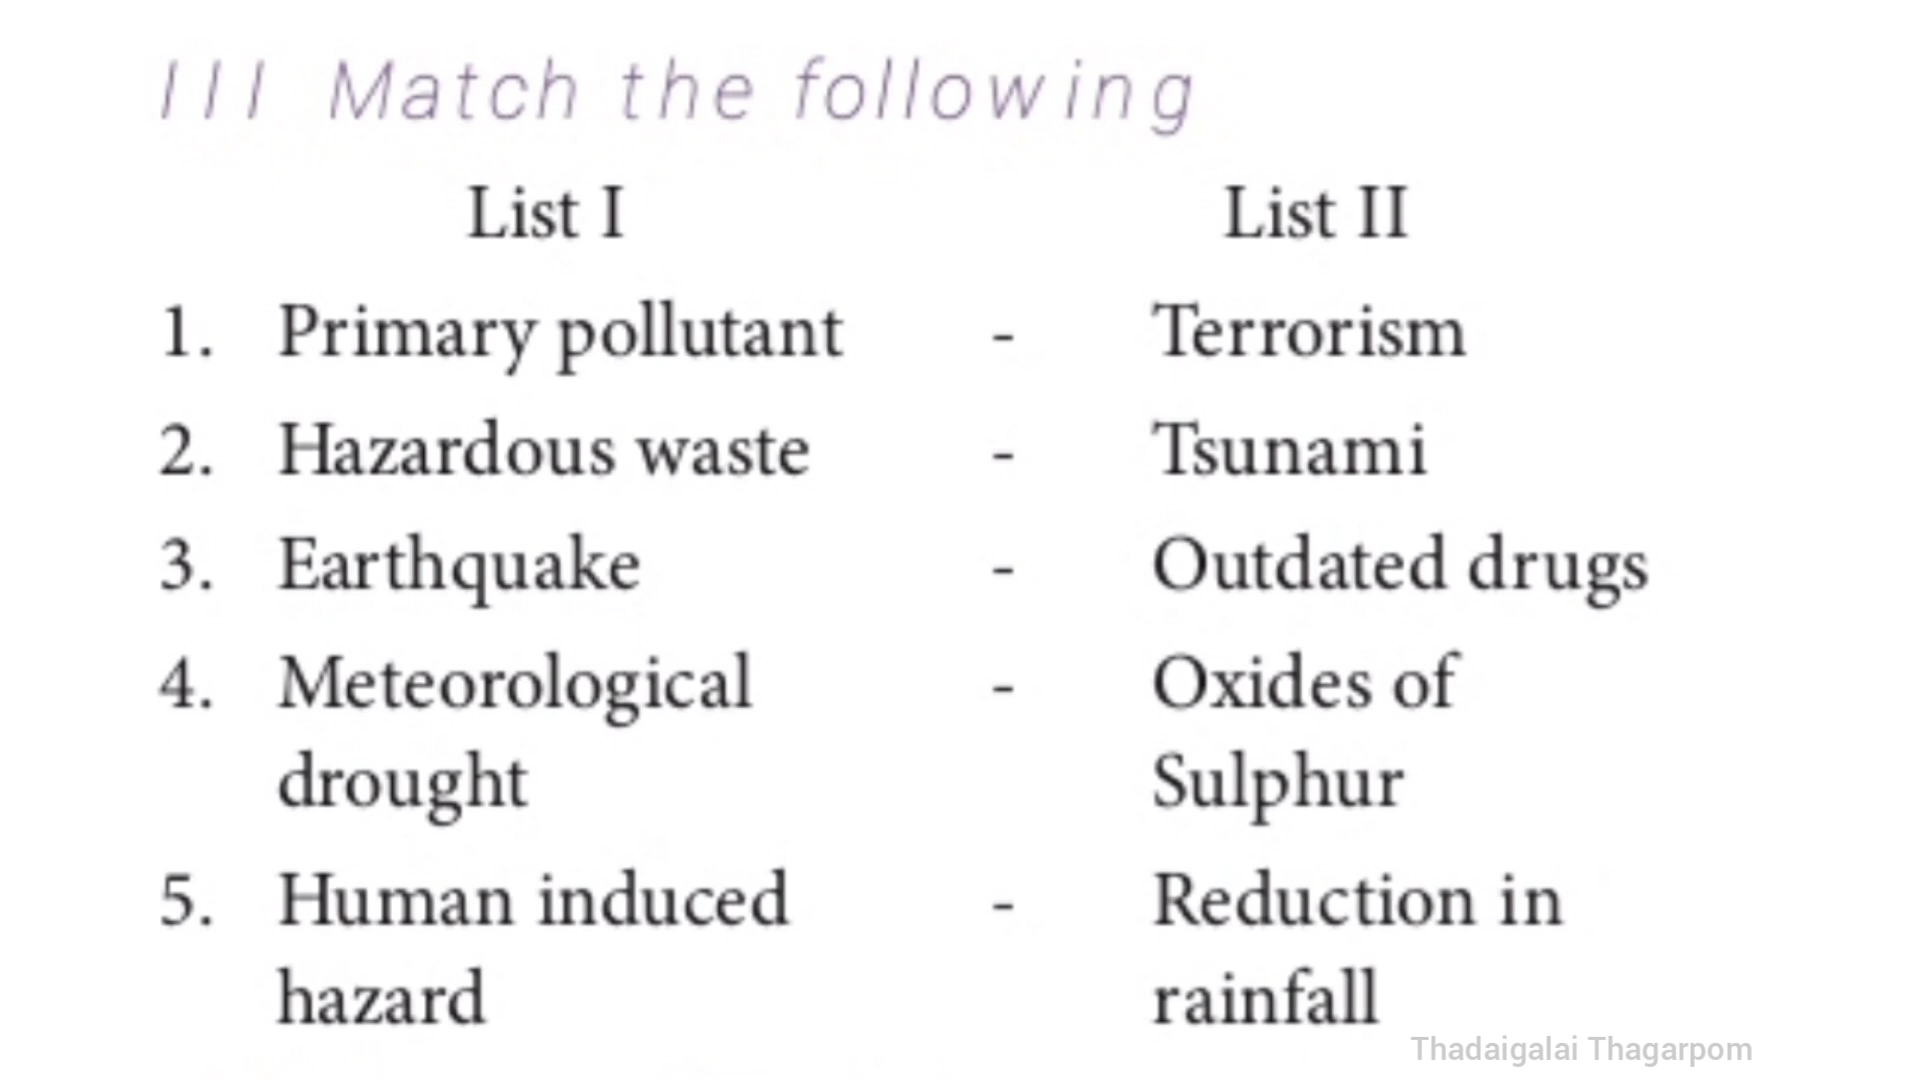 III Match the following
List I List II
1. Primary pollutant - Terrorism
2. Hazardous waste - Tsunami
3. Earthquake - Outdated drugs
4. Meteorological - Oxides of
drought Sulphur
5. Human induced - Reduction in
hazard rainfall
Thadaigalai Thagarpom